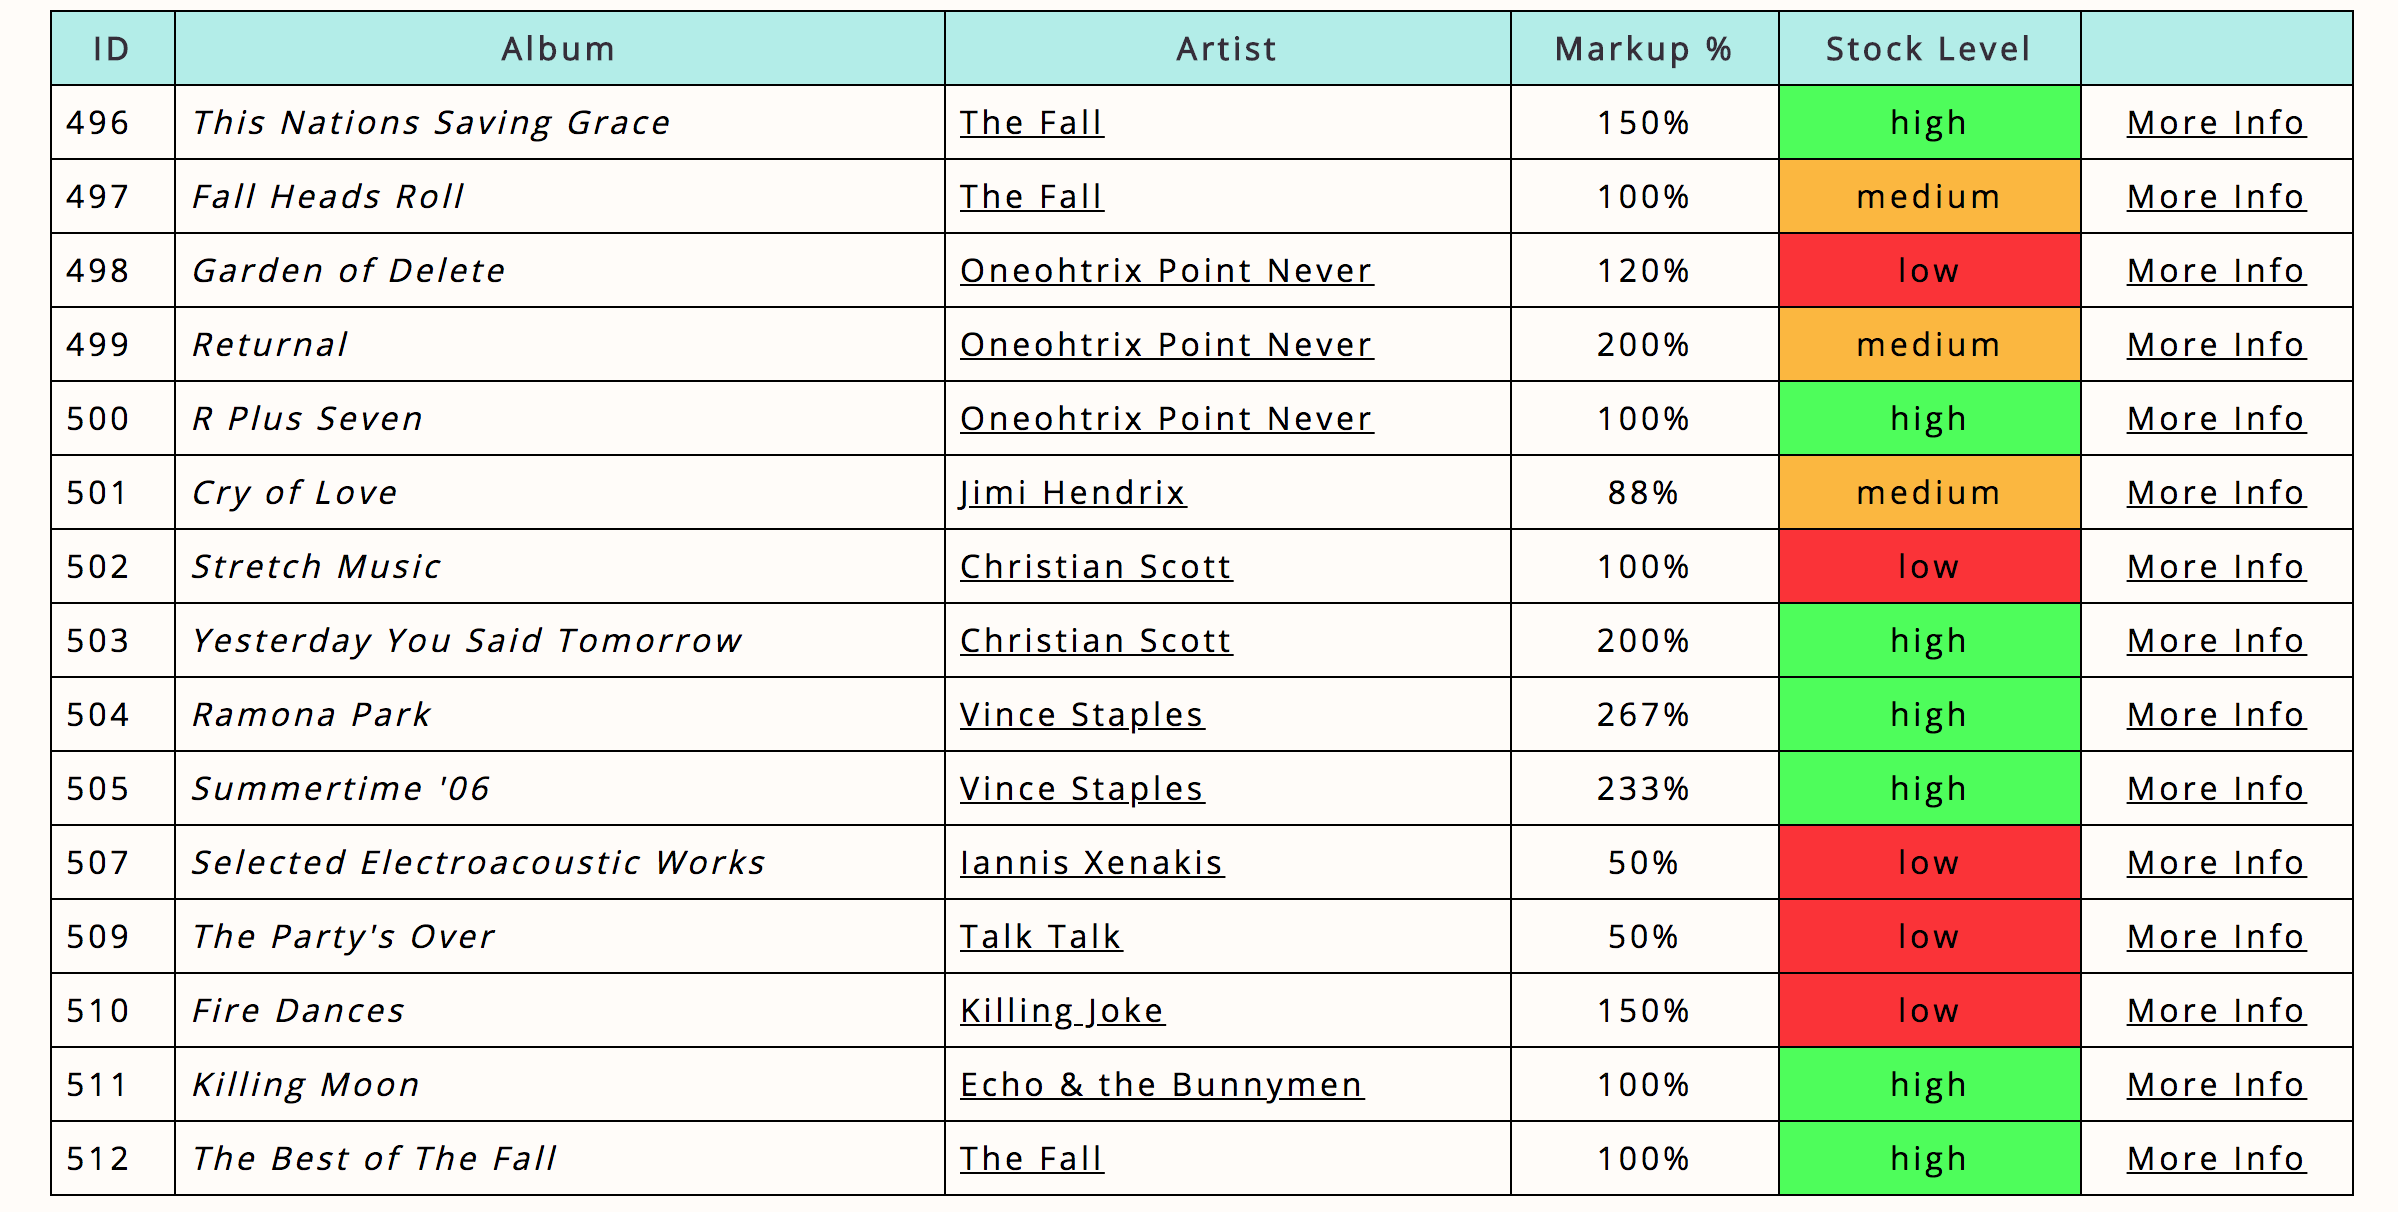 ID Album Artist Markup % Stock Level
496 This Nations Saving Grace The Fall 150% high More Info
497 Fall Heads Roll The Fall 100% medium More Info
498 Garden of Delete Oneohtrix Point Never 120% low More Info
499 Returnal Oneohtrix Point Never 200% medium More Info
500 R Plus Seven Oneohtrix Point Never 100% high More Info
501 Cry of Love Jimi Hendrix 88% medium More Info
502 Stretch Music Christian Scott 100% low More Info
503 Yesterday You Said Tomorrow Christian Scott 200% high More Info
504 Ramona Park Vince Staples 267% high More Info
505 Summertime '06 Vince Staples 233% high More Info
507 Selected Electroacoustic Works Iannis Xenakis 50% low More Info
509 The Party's Over Talk Talk 50% low More Info
510 Fire Dances Killing Joke 150% low More Info
511 Killing Moon Echo & the Bunnymen 100% high More Info
512 The Best of The Fall The Fall 100% high More Info